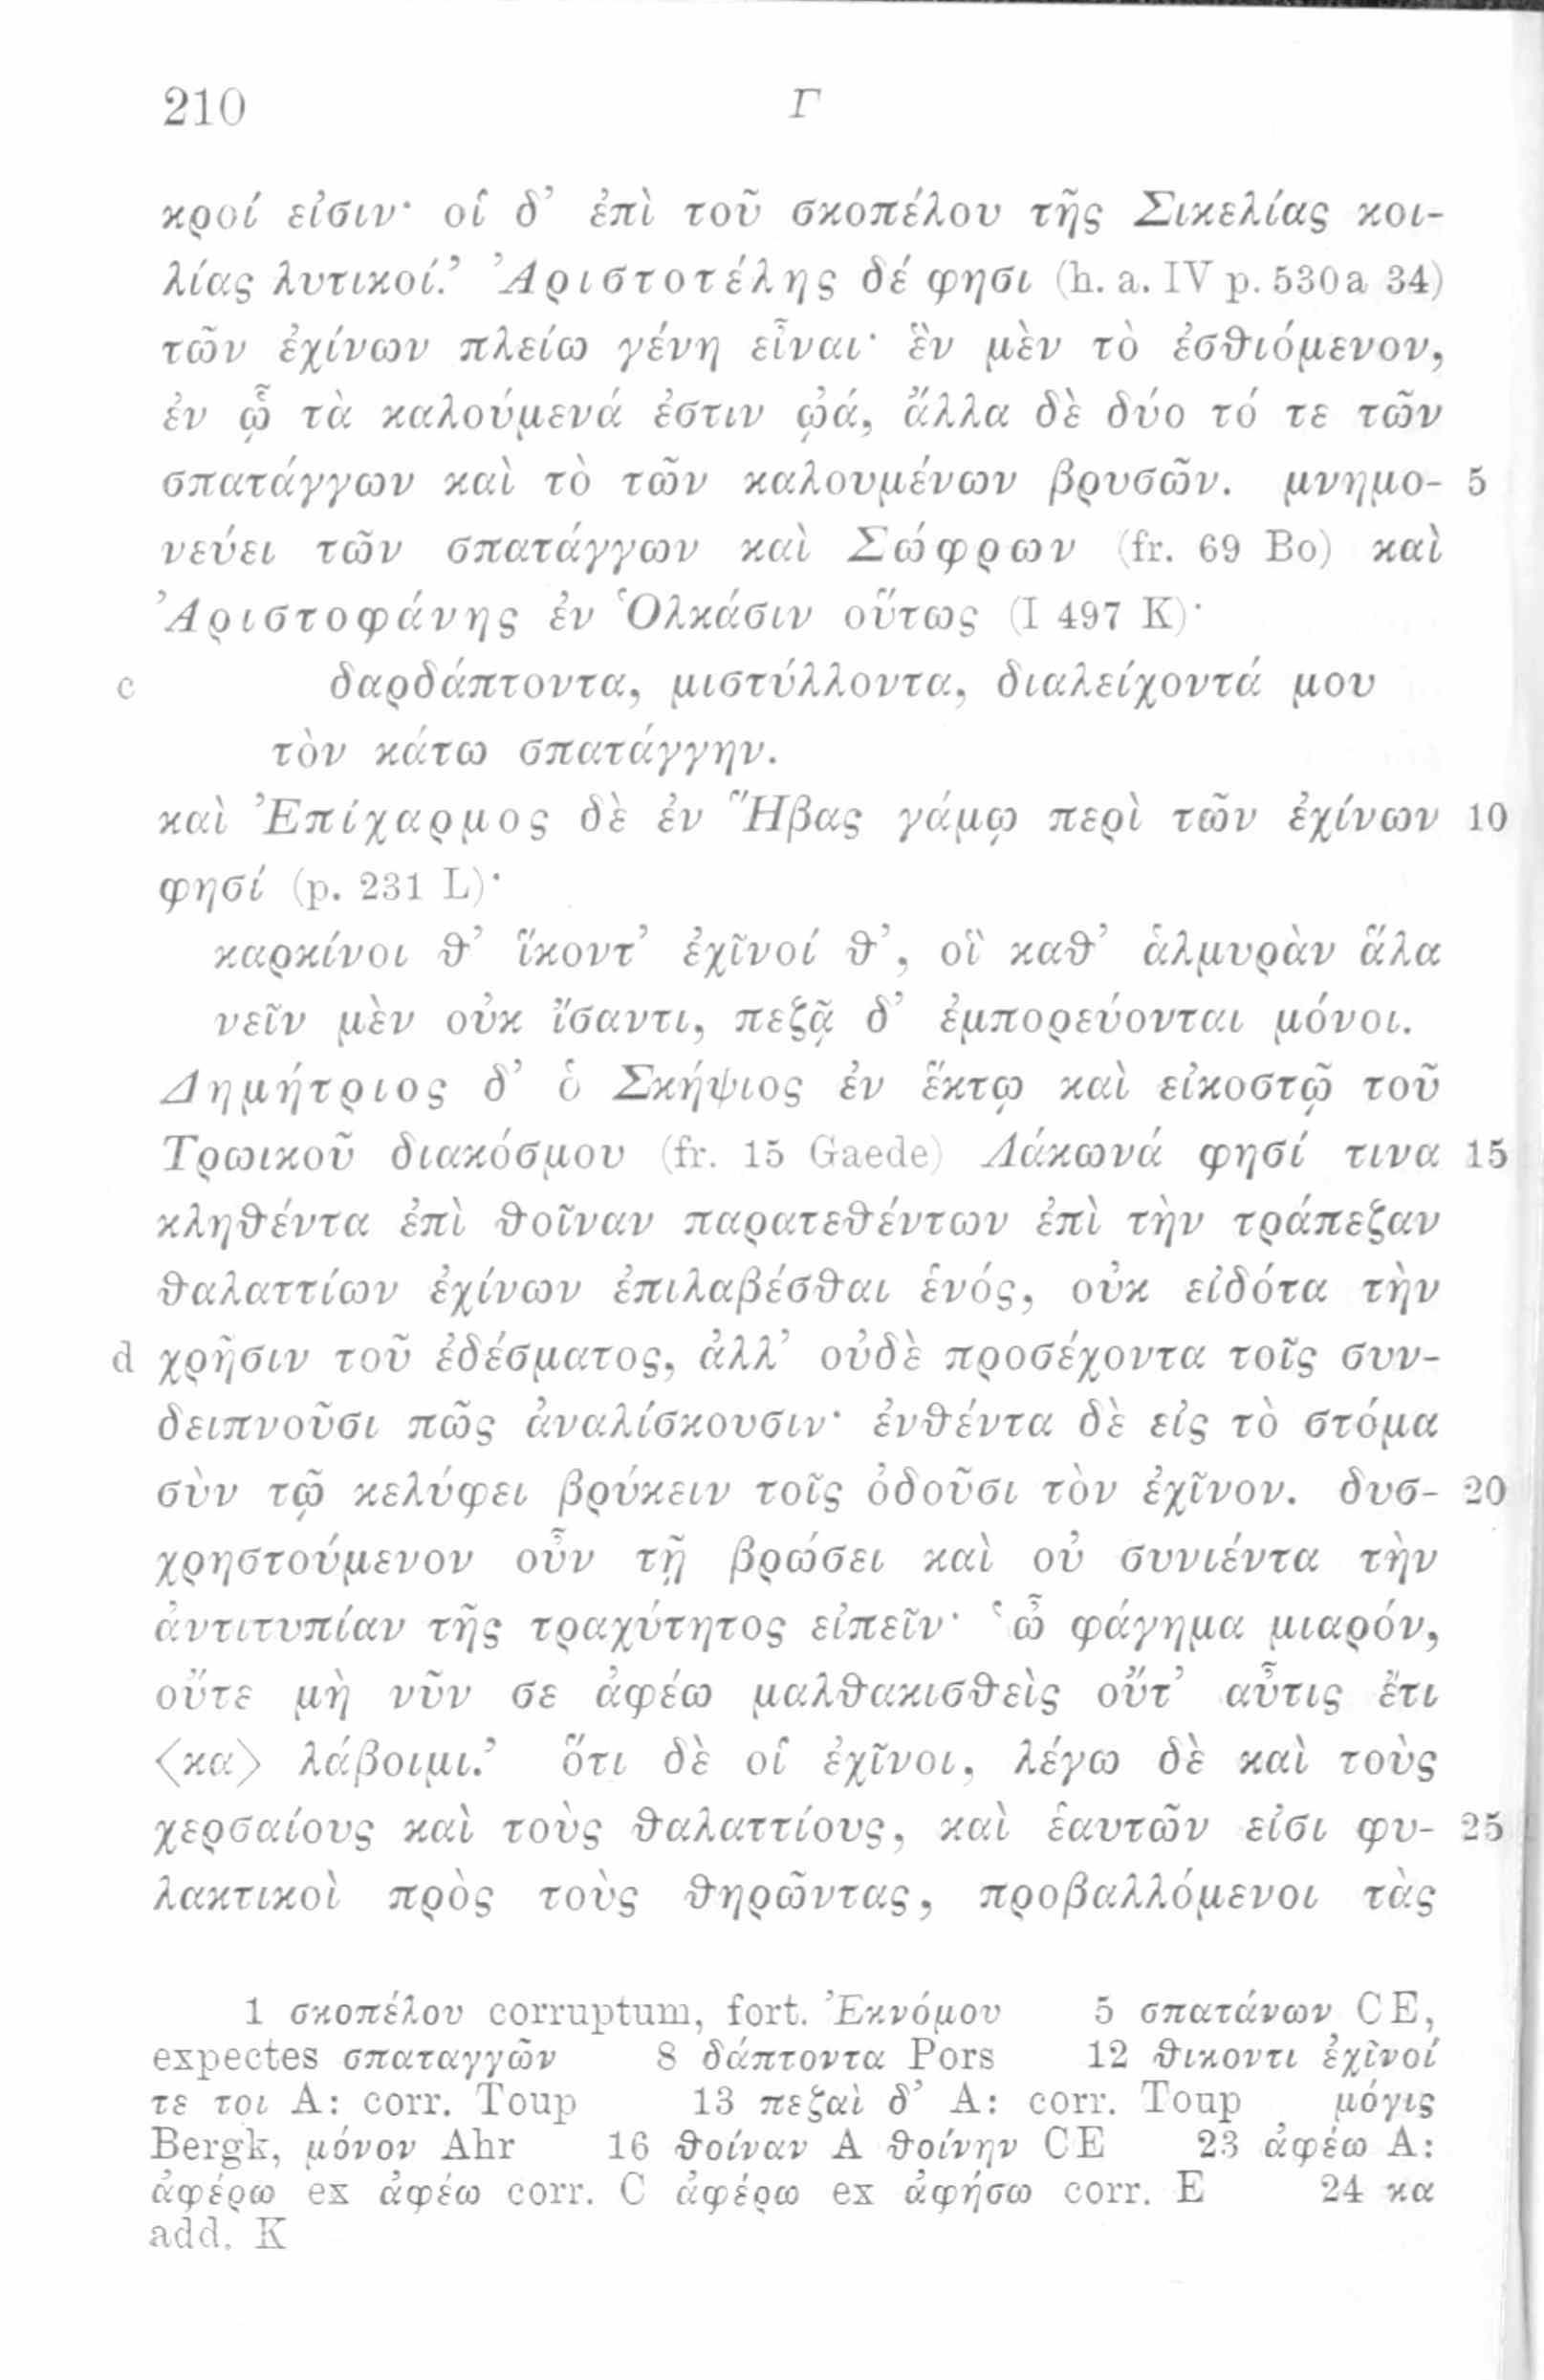 210 Γ
κροί εἰσιν· οἱ δ’ ἐπὶ τοῦ σκοπέλου τῆς Σικελίας κοι-
λίας λυτικοί.’ Ἀριστοτέλης δέ φησι (h. a. IV p. 530a 34)
τῶν ἐχίνων πλείω γένη εἶναι· ἓν μὲν τὸ ἐσθιόμενον,
ἐν ᾧ τὰ καλούμενά ἐστιν ᾠά, ἄλλα δὲ δύο τό τε τῶν
σπατάγγων καὶ τὸ τῶν καλουμένων βρυσῶν. μνημο- 5
νεύει τῶν σπατάγγων καὶ Σώφρων (fr. 69 Bo) καὶ
Ἀριστοφάνης ἐν Ὁλκάσιν οὕτως (I 497 K)·
c δαρδάπτοντα, μιστύλλοντα, διαλείχοντά μου
τὸν κάτω σπατάγγην.
καὶ Ἐπίχαρμος δὲ ἐν Ἥβας γάμῳ περὶ τῶν ἐχίνων 10
φησί (p. 231 L)·
καρκίνοι θ’ ἵκοντ’ ἐχῖνοί θ’, οἳ καθ’ ἁλμυρὰν ἅλα
νεῖν μὲν οὐκ ἴσαντι, πεζᾷ δ’ ἐμπορεύονται μόνοι.
Δημήτριος δ’ ὁ Σκήψιος ἐν ἕκτῳ καὶ εἰκοστῷ τοῦ
Τρωικοῦ διακόσμου (fr. 15 Gaede) Λάκωνά φησί τινα 15
κληθέντα ἐπὶ θοῖναν παρατεθέντων ἐπὶ τὴν τράπεζαν
θαλαττίων ἐχίνων ἐπιλαβέσθαι ἑνός, οὐκ εἰδότα τὴν
d χρῆσιν τοῦ ἐδέσματος, ἀλλ’ οὐδὲ προσέχοντα τοῖς συν-
δειπνοῦσι πῶς ἀναλίσκουσιν· ἐνθέντα δὲ εἰς τὸ στόμα
σὺν τῷ κελύφει βρύκειν τοῖς ὀδοῦσι τὸν ἐχῖνον. δυσ- 20
χρηστούμενον οὖν τῇ βρώσει καὶ οὐ συνιέντα τὴν
ἀντιτυπίαν τῆς τραχύτητος εἰπεῖν· ‘ὦ φάγημα μιαρόν,
οὔτε μὴ νῦν σε ἀφέω μαλθακισθεὶς οὔτ’ αὖτις ἔτι
〈κα〉 λάβοιμι.’ ὅτι δὲ οἱ ἐχῖνοι, λέγω δὲ καὶ τοὺς
χερσαίους καὶ τοὺς θαλαττίους, καὶ ἑαυτῶν εἰσι φυ- 25
λακτικοὶ πρὸς τοὺς θηρῶντας, προβαλλόμενοι τὰς
1 σκοπέλου corruptum, fort. Ἐκνόμου 5 σπατάνων CE,
expectes σπαταγγῶν 8 δάπτοντα Pors 12 θικοντι ἐχῖνοί
τε τοι A: corr. Toup 13 πεζαὶ δ’ A: corr. Toup μόγις
Bergk, μόνον Ahr 16 θοίναν A θοίνην CE 23 ἀφέω A:
ἀφέρω ex ἀφέω corr. C ἀφέρω ex ἀφήσω corr. E 24 κα
add. K